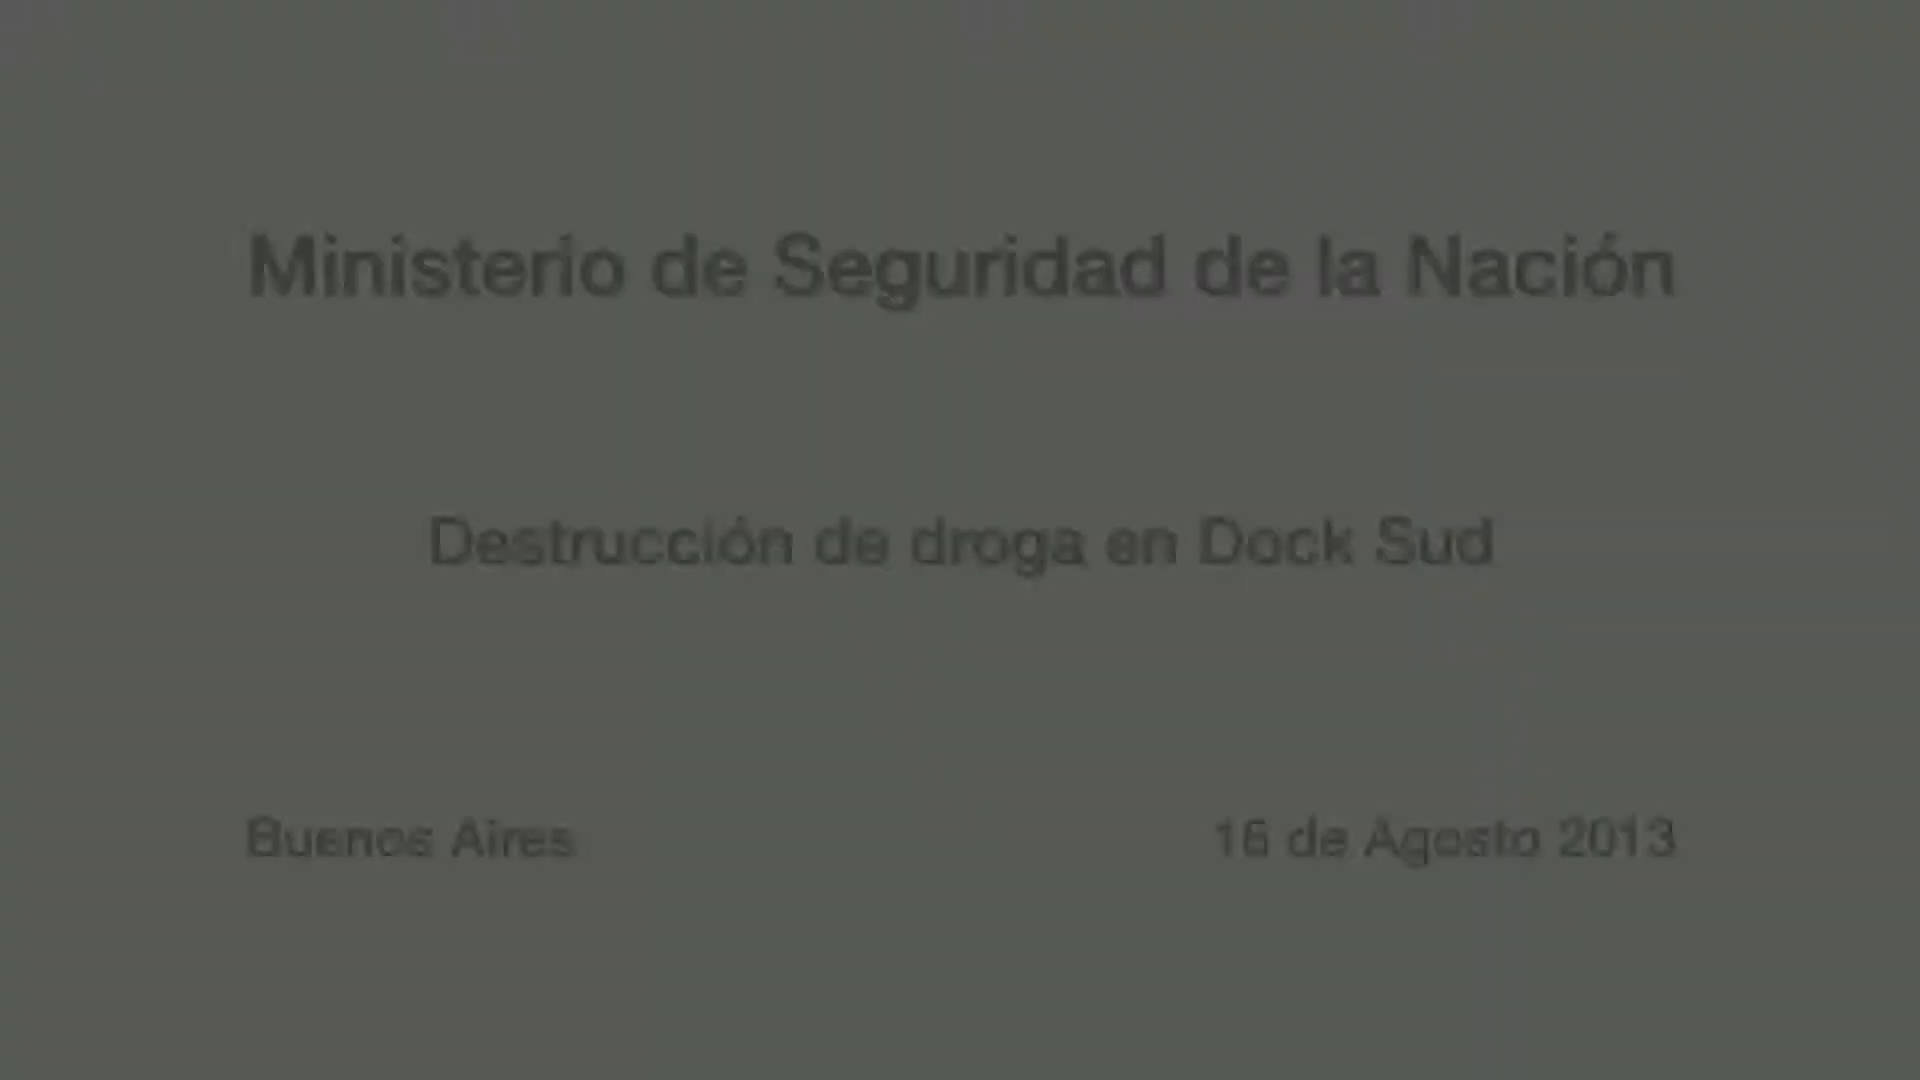 Ministerio de Seguridad de la Nación
Destrucción de droga en Dock Sud
Buenos Aires
16 de Agosto 2013